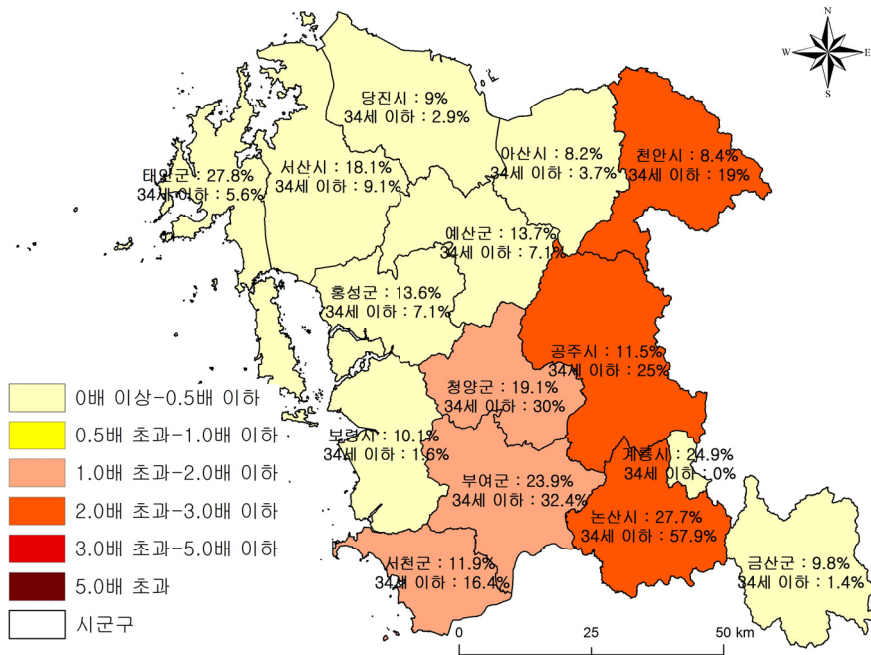 N
W E
S
당진시 : 9%
34세 이하 : 2.9%
아산시 : 8.2%
34세 이하 : 3.7%
천안시 : 8.4%
34세 이하 : 19%
태안군 : 27.8%
34세 이하 : 5.6%
서산시 : 18.1%
34세 이하 : 9.1%
예산군 : 13.7%
34세 이하 : 7.1%
홍성군 : 13.6%
34세 이하 : 7.1%
공주시 : 11.5%
34세 이하 : 25%
청양군 : 19.1%
34세 이하 : 30%
보령시 : 10.1%
34세 이하 : 1.6%
계룡시 : 24.9%
34세 이하 : 0%
부여군 : 23.9%
34세 이하 : 32.4%
논산시 : 27.7%
34세 이하 : 57.9%
서천군 : 11.9%
34세 이하 : 16.4%
금산군 : 9.8%
34세 이하 : 1.4%
0배 이상-0.5배 이하
0.5배 초과-1.0배 이하
1.0배 초과-2.0배 이하
2.0배 초과-3.0배 이하
3.0배 초과-5.0배 이하
5.0배 초과
시군구
0 25 50 km